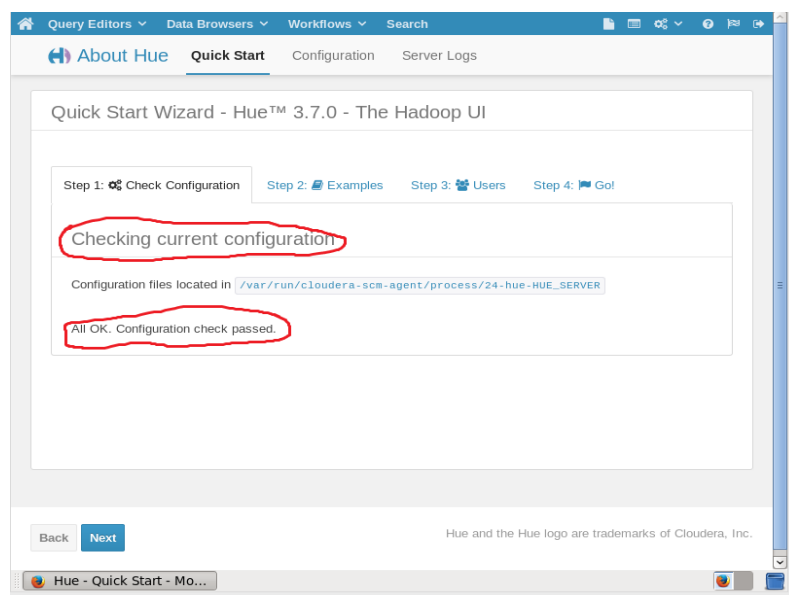 Query Editors Data Browsers Workflows Search
About Hue Quick Start Configuration Server Logs
Quick Start Wizard - Hue™ 3.7.0 - The Hadoop UI
Step 1: Check Configuration Step 2: Examples Step 3: Users Step 4: Go!
Checking current configuration
Configuration files located in /var/run/cloudera-scm-agent/process/24-hue-HUE_SERVER
All OK. Configuration check passed.
Back Next Hue and the Hue logo are trademarks of Cloudera, Inc.
Hue - Quick Start - Mo...